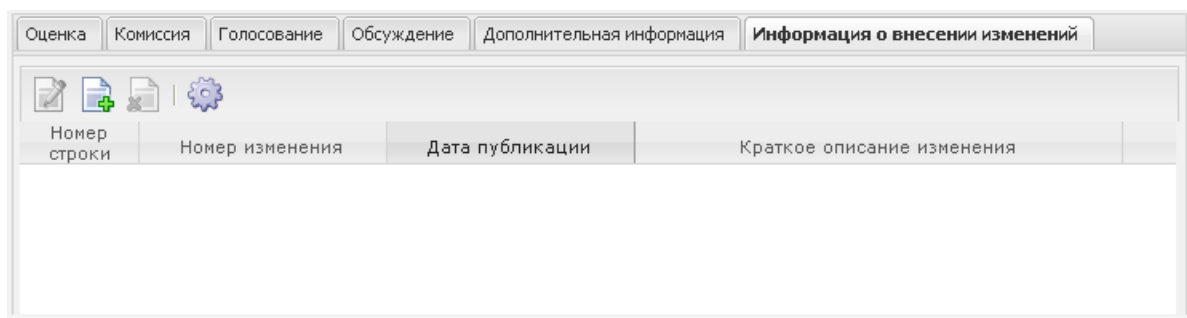 Оценка Комиссия Голосование Обсуждение Дополнительная информация Информация о внесении изменений
Номер строки Номер изменения Дата публикации Краткое описание изменения